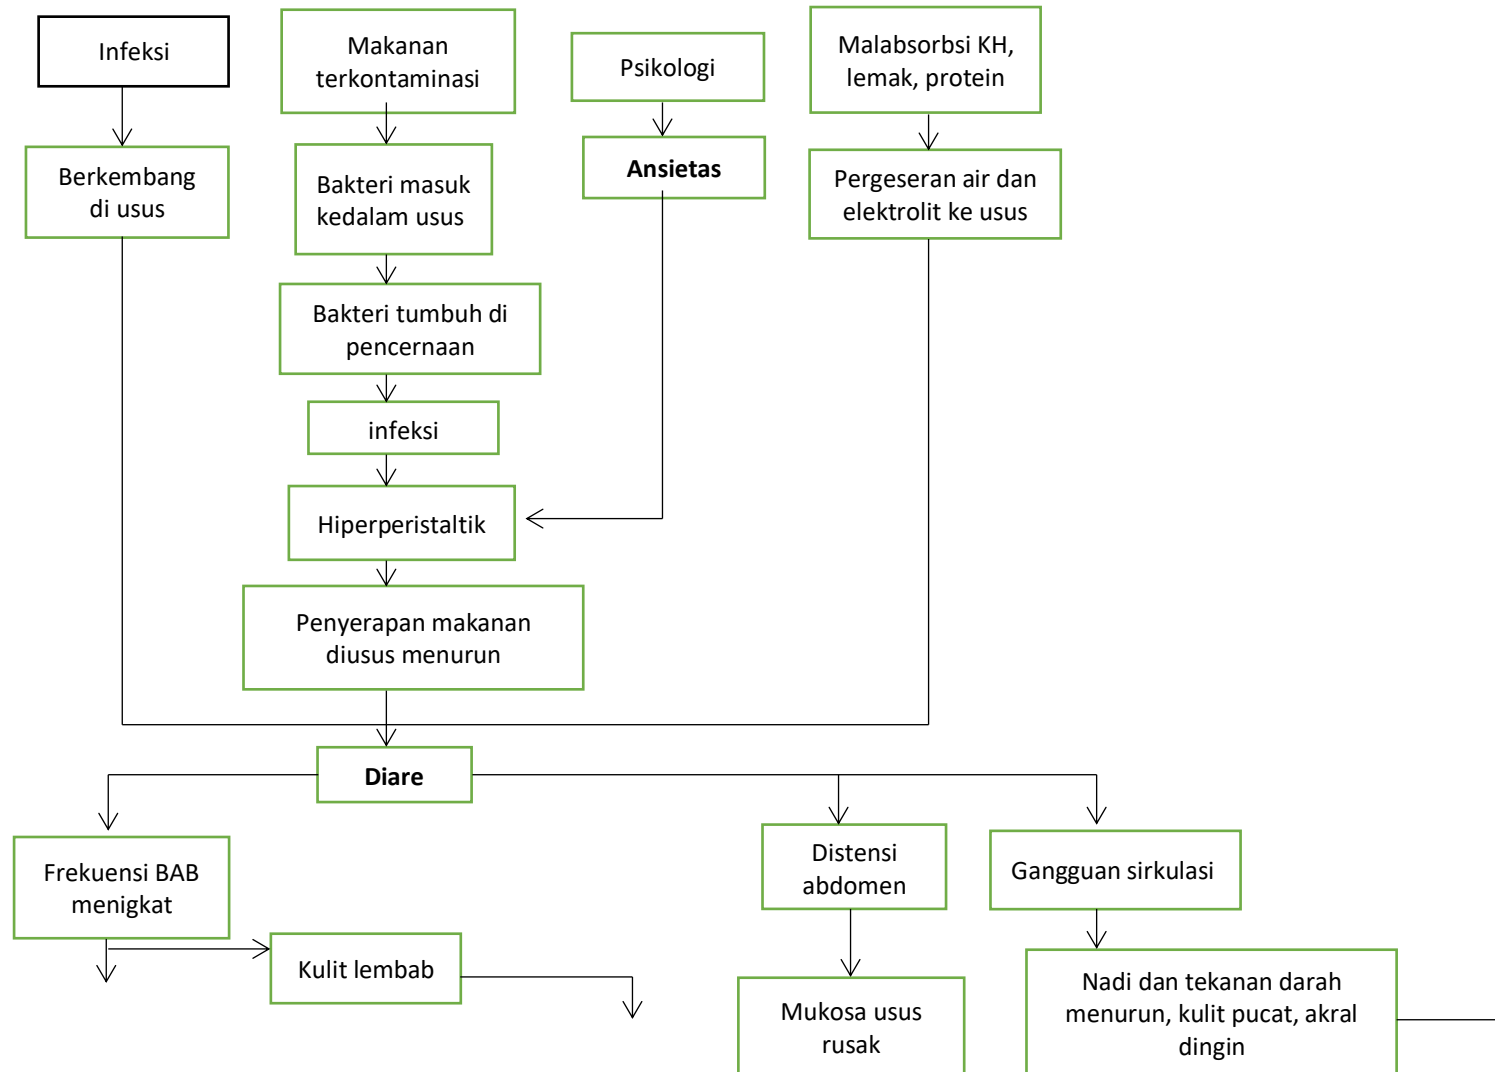 Infeksi
Makanan
terkontaminasi
Psikologi
Malabsorbsi KH,
lemak, protein
Berkembang
di usus
Bakteri masuk
kedalam usus
Ansietas
Pergeseran air dan
elektrolit ke usus
Bakteri tumbuh di
pencernaan
infeksi
Hiperperistaltik
Penyerapan makanan
diusus menurun
Diare
Frekuensi BAB
menigkat
Distensi
abdomen
Gangguan sirkulasi
Kulit lembab
Mukosa usus
rusak
Nadi dan tekanan darah
menurun, kulit pucat, akral
dingin